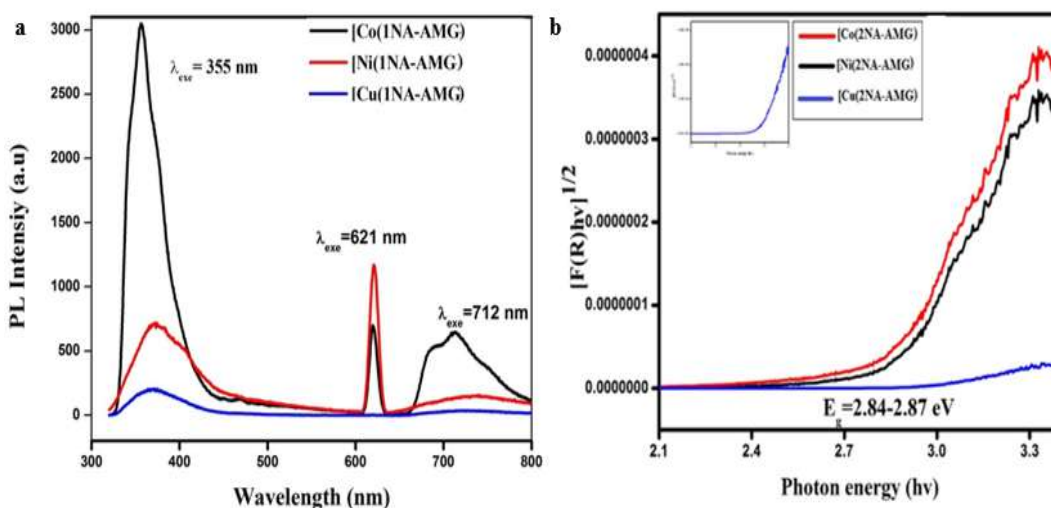 a
[Co(1NA-AMG)
[Ni(1NA-AMG)
[Cu(1NA-AMG)
λexe= 355 nm
λexe=621 nm
λexe=712 nm
PL Intensiy (a.u)
3000
2500
2000
1500
1000
500
0
300 400 500 600 700 800
Wavelength (nm)
b
[Co(2NA-AMG)
[Ni(2NA-AMG)
[Cu(2NA-AMG)
[F(R)hv]1/2
0.0000004
0.0000003
0.0000002
0.0000001
0.0000000
Eg=2.84-2.87 eV
2.1 2.4 2.7 3.0 3.3
Photon energy (hv)